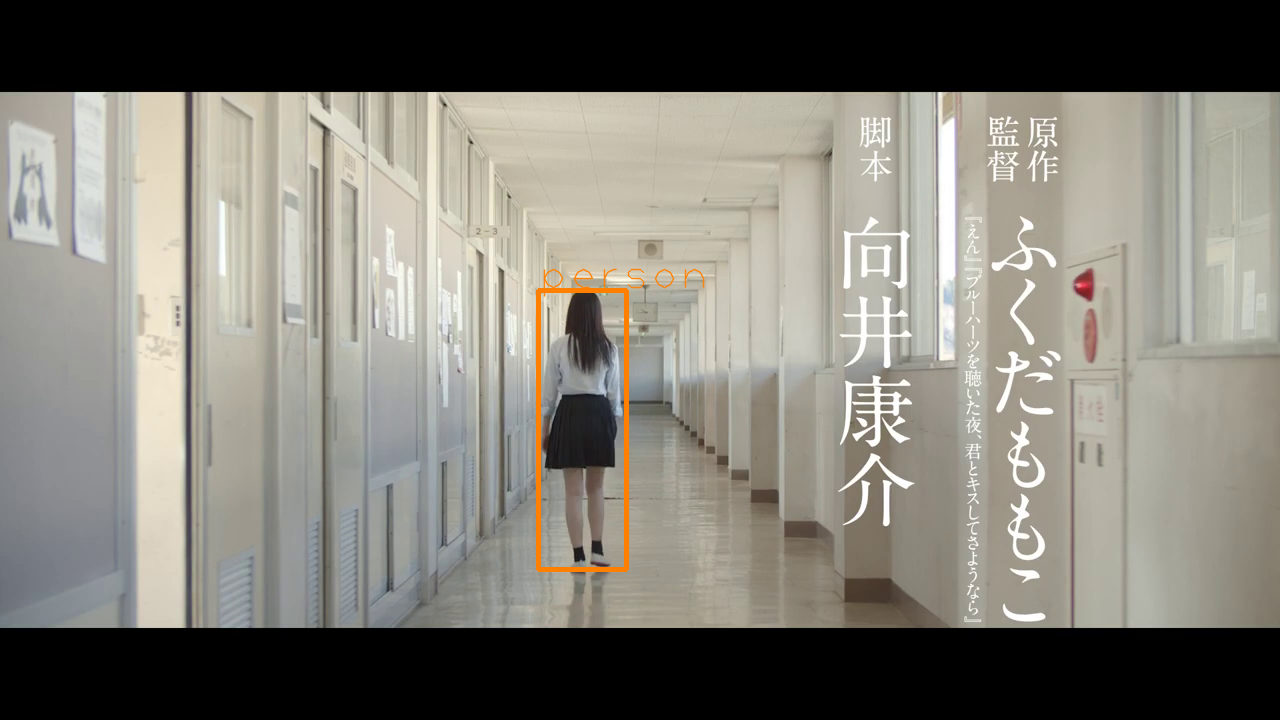 原作
監督
ふくだももこ
『えん』『ブルーハーツを聴いた夜、君とキスしてさようなら』
脚本
向井康介
2-3
person